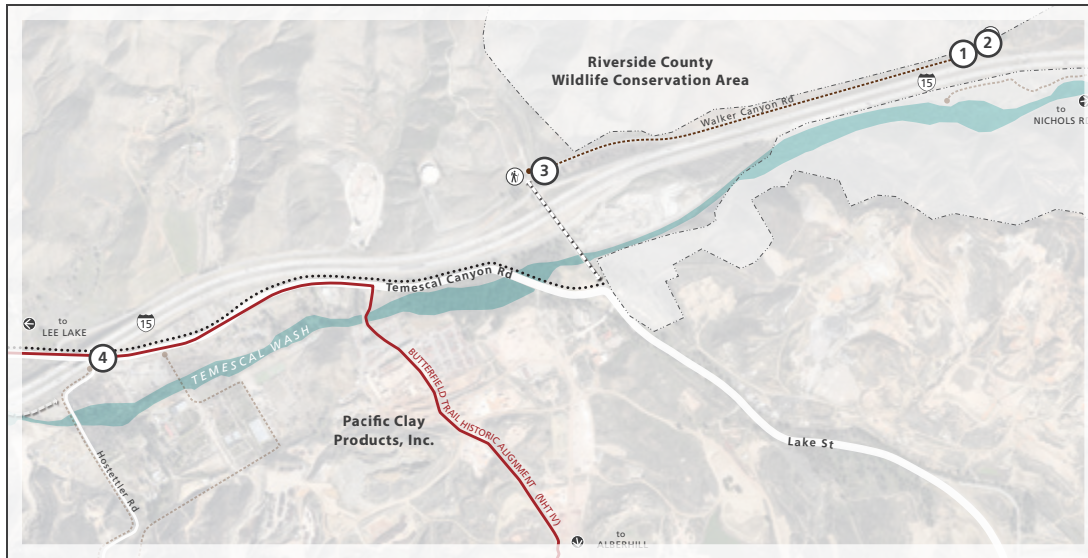 Riverside County
Wildlife Conservation Area
1
2
15
Walker Canyon Rd
to
NICHOLS R
3
Temescal Canyon Rd
to
LEE LAKE
15
4
TEMESCAL WASH
BUTTERFIELD TRAIL HISTORIC ALIGNMENT (NHT IV)
Pacific Clay
Products, Inc.
Lake St
Hostettler Rd
to
ALBERHILL